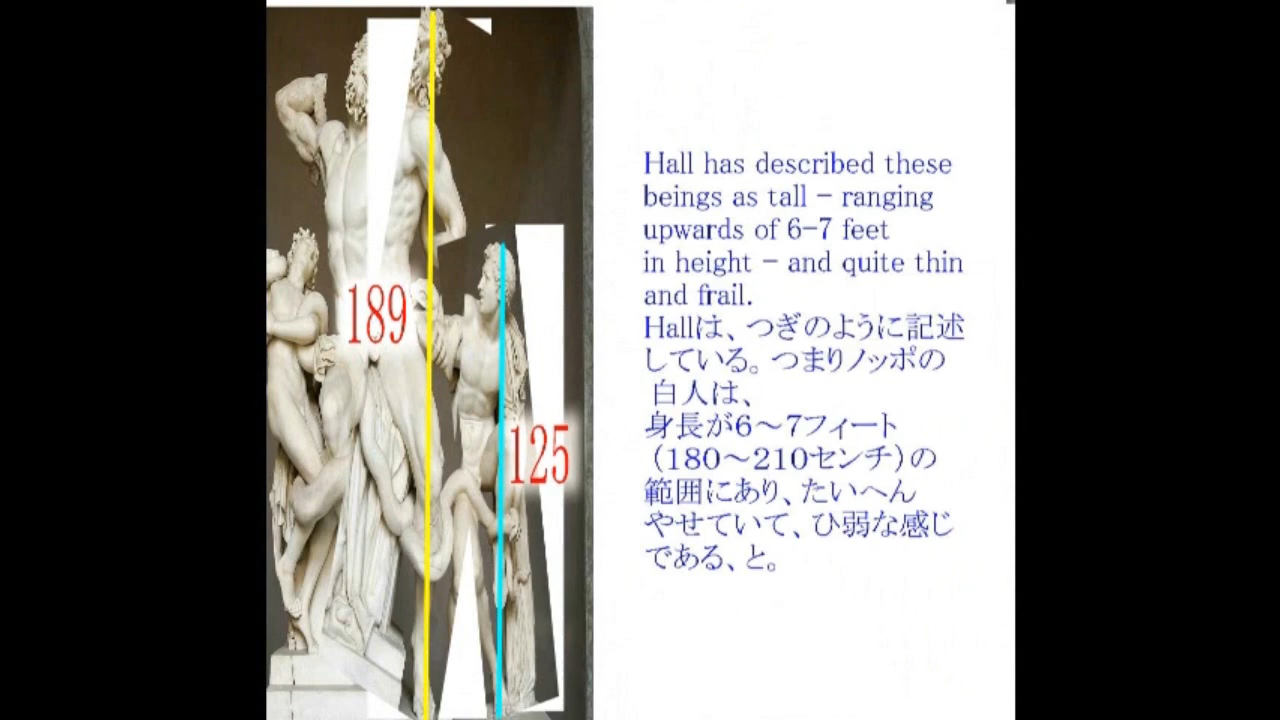 189
125
Hall has described these
beings as tall – ranging
upwards of 6-7 feet
in height – and quite thin
and frail.
Hallは、つぎのように記述
している。つまりノッポの
白人は、
身長が6～7フィート
（180～210センチ）の
範囲にあり、たいへん
やせていて、ひ弱な感じ
である、と。